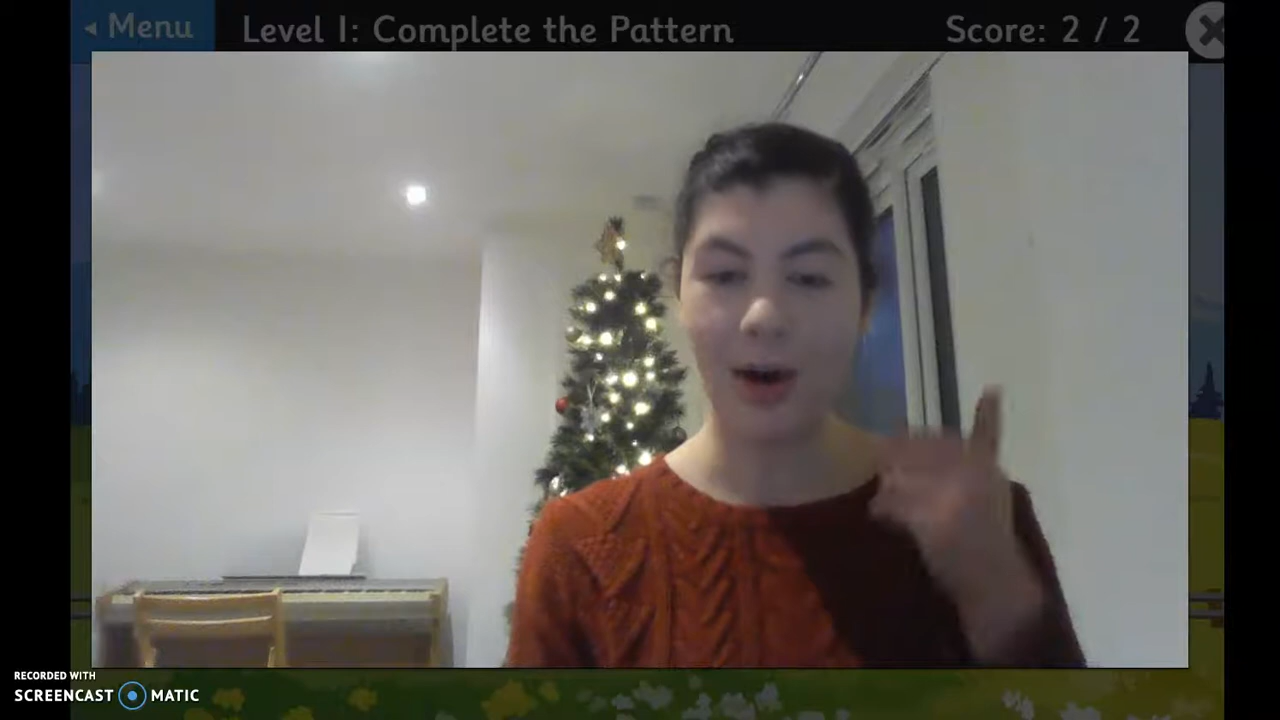 Menu
Level 1: Complete the Pattern
Score: 2 / 2
RECORDED WITH
SCREENCAST MATIC